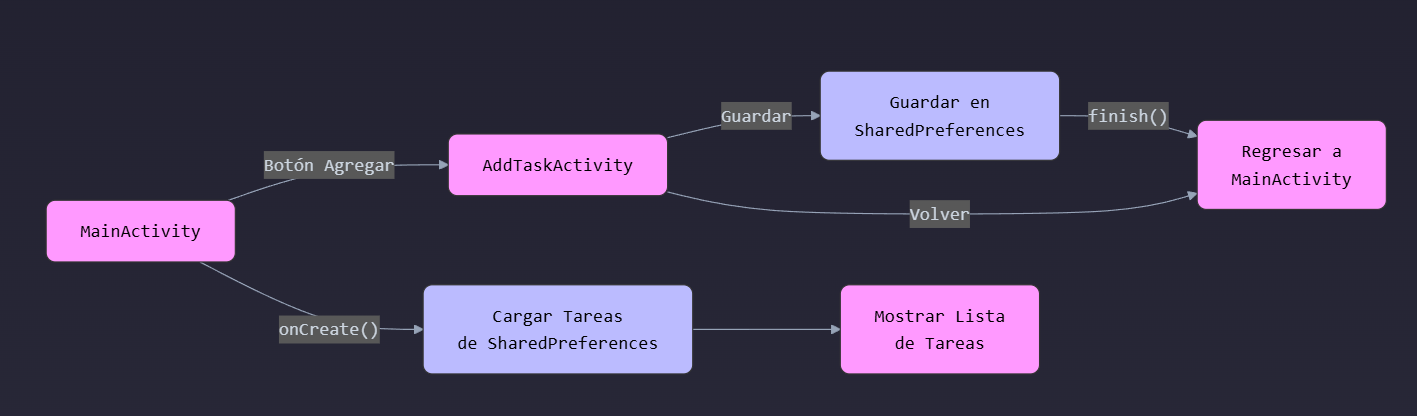 MainActivity
Botón Agregar
AddTaskActivity
Guardar
Guardar en
SharedPreferences
finish()
Regresar a
MainActivity
Volver
onCreate()
Cargar Tareas
de SharedPreferences
Mostrar Lista
de Tareas